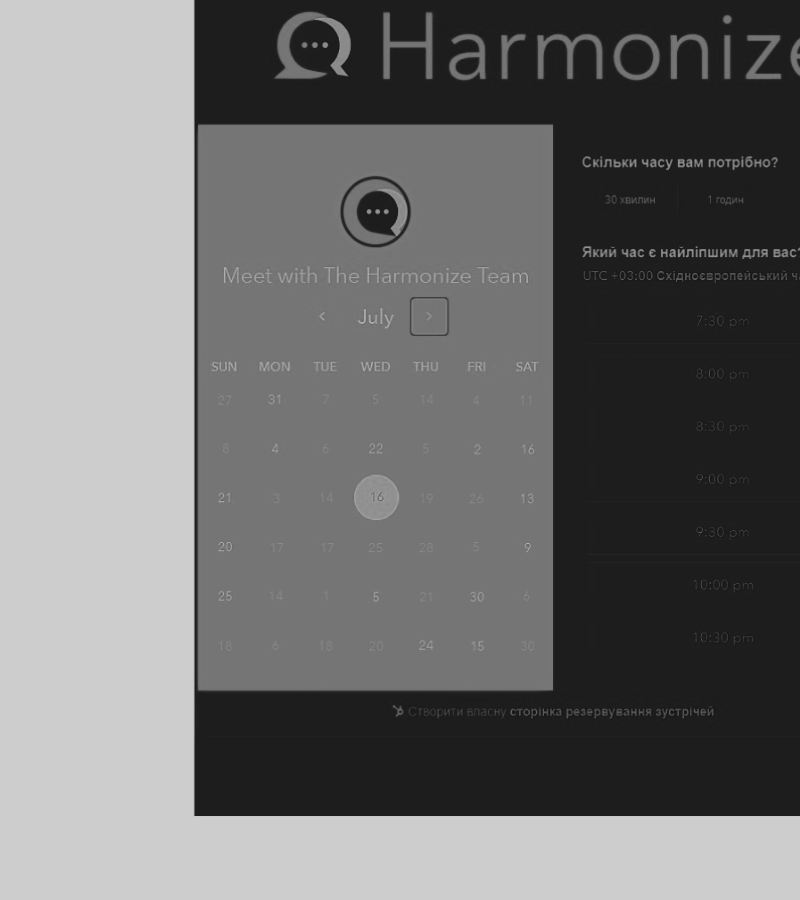 Harmonize
Meet with The Harmonize Team
July
SUN MON TUE WED THU FRI SAT
27 31 7 5 14 4 11
8 4 6 22 5 2 16
21 3 14 16 19 26 13
20 17 17 25 28 5 9
25 14 1 5 21 30 6
18 6 18 20 24 15 30
Скільки часу вам потрібно?
30 хвилин 1 годин
Який час є найліпшим для вас?
UTC +03:00 Східноєвропейський ча
7:30 pm
8:00 pm
8:30 pm
9:00 pm
9:30 pm
10:00 pm
10:30 pm
Створити власну сторінка резервування зустрічей